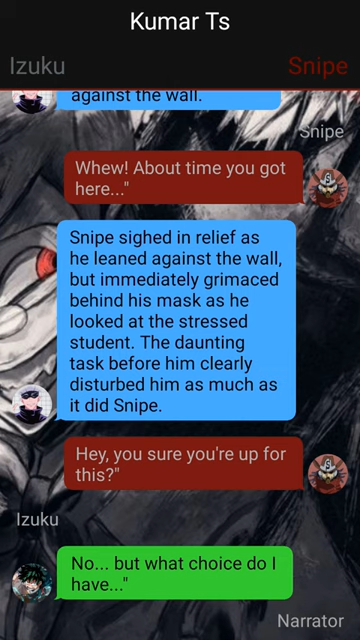 Kumar Ts
Izuku
Snipe
against the wall.
Snipe
Whew! About time you got
here..."
Snipe sighed in relief as
he leaned against the wall,
but immediately grimaced
behind his mask as he
looked at the stressed
student. The daunting
task before him clearly
disturbed him as much as
it did Snipe.
Hey, you sure you're up for
this?"
Izuku
No... but what choice do I
have..."
Narrator